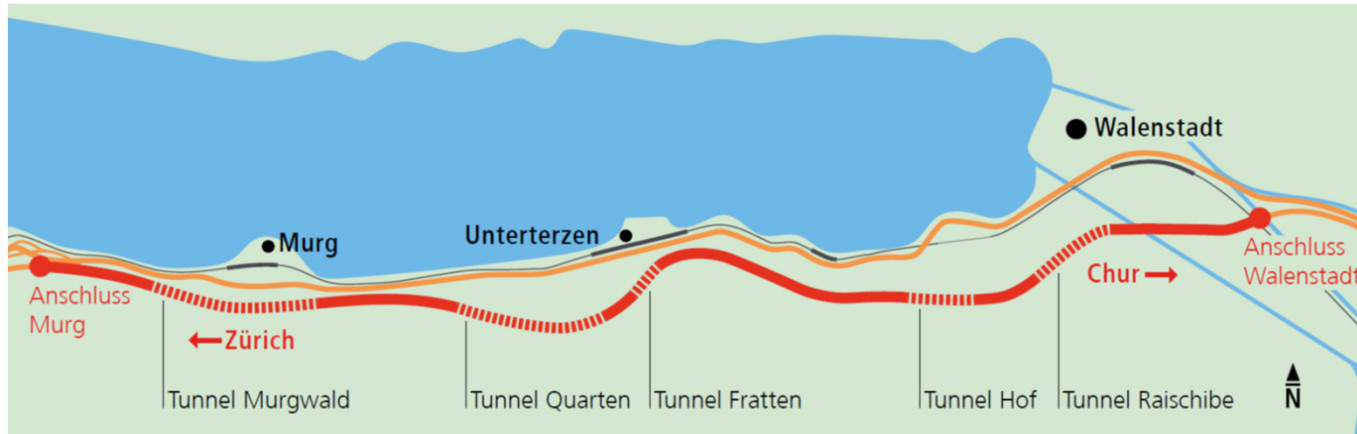 Walenstadt
Murg
Unterterzen
Anschluss
Murg
Zürich
Chur
Anschluss
Walenstadt
Tunnel Murgwald
Tunnel Quarten
Tunnel Fratten
Tunnel Hof
Tunnel Raischibe
N